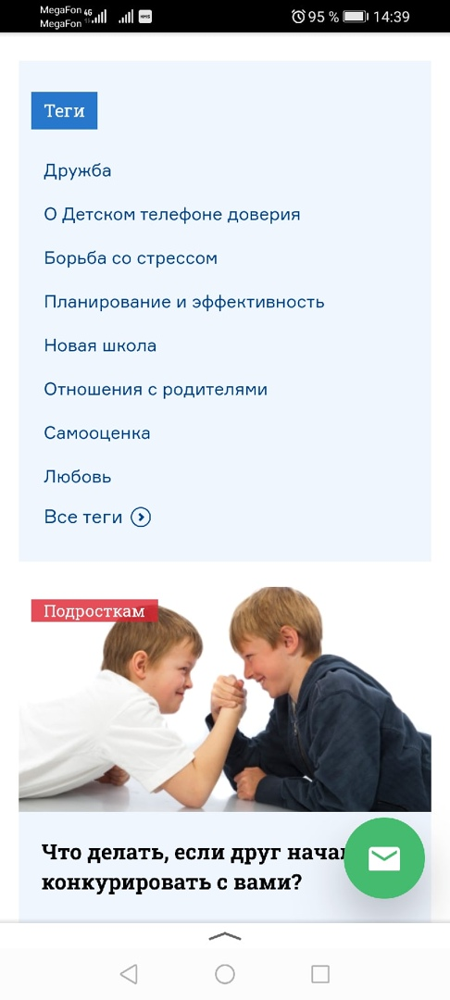 MegaFon 4G 95 % 14:39
MegaFon
Теги
Дружба
О Детском телефоне доверия
Борьба со стрессом
Планирование и эффективность
Новая школа
Отношения с родителями
Самооценка
Любовь
Все теги
Подросткам
Что делать, если друг начал
конкурировать с вами?